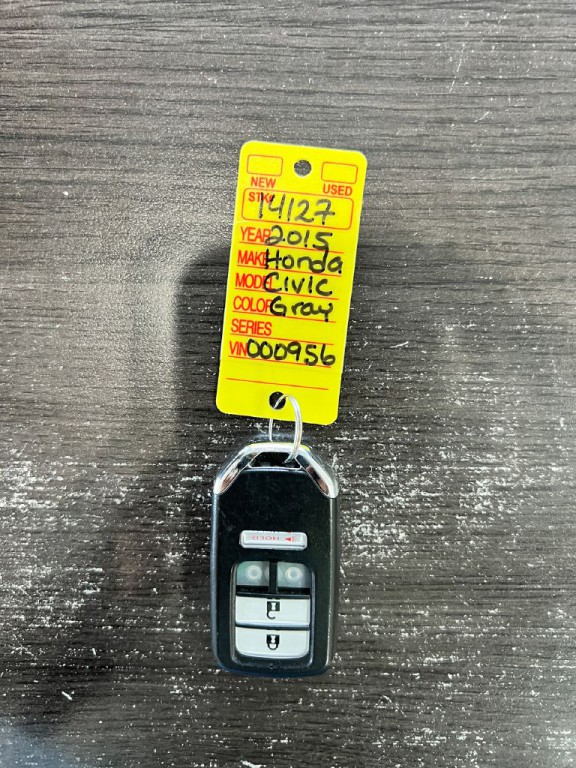 NEW USED
STK# 14127
YEAR 2015
MAKE Honda
MODEL Civic
COLOR Gray
SERIES
VIN 000956
HOLD